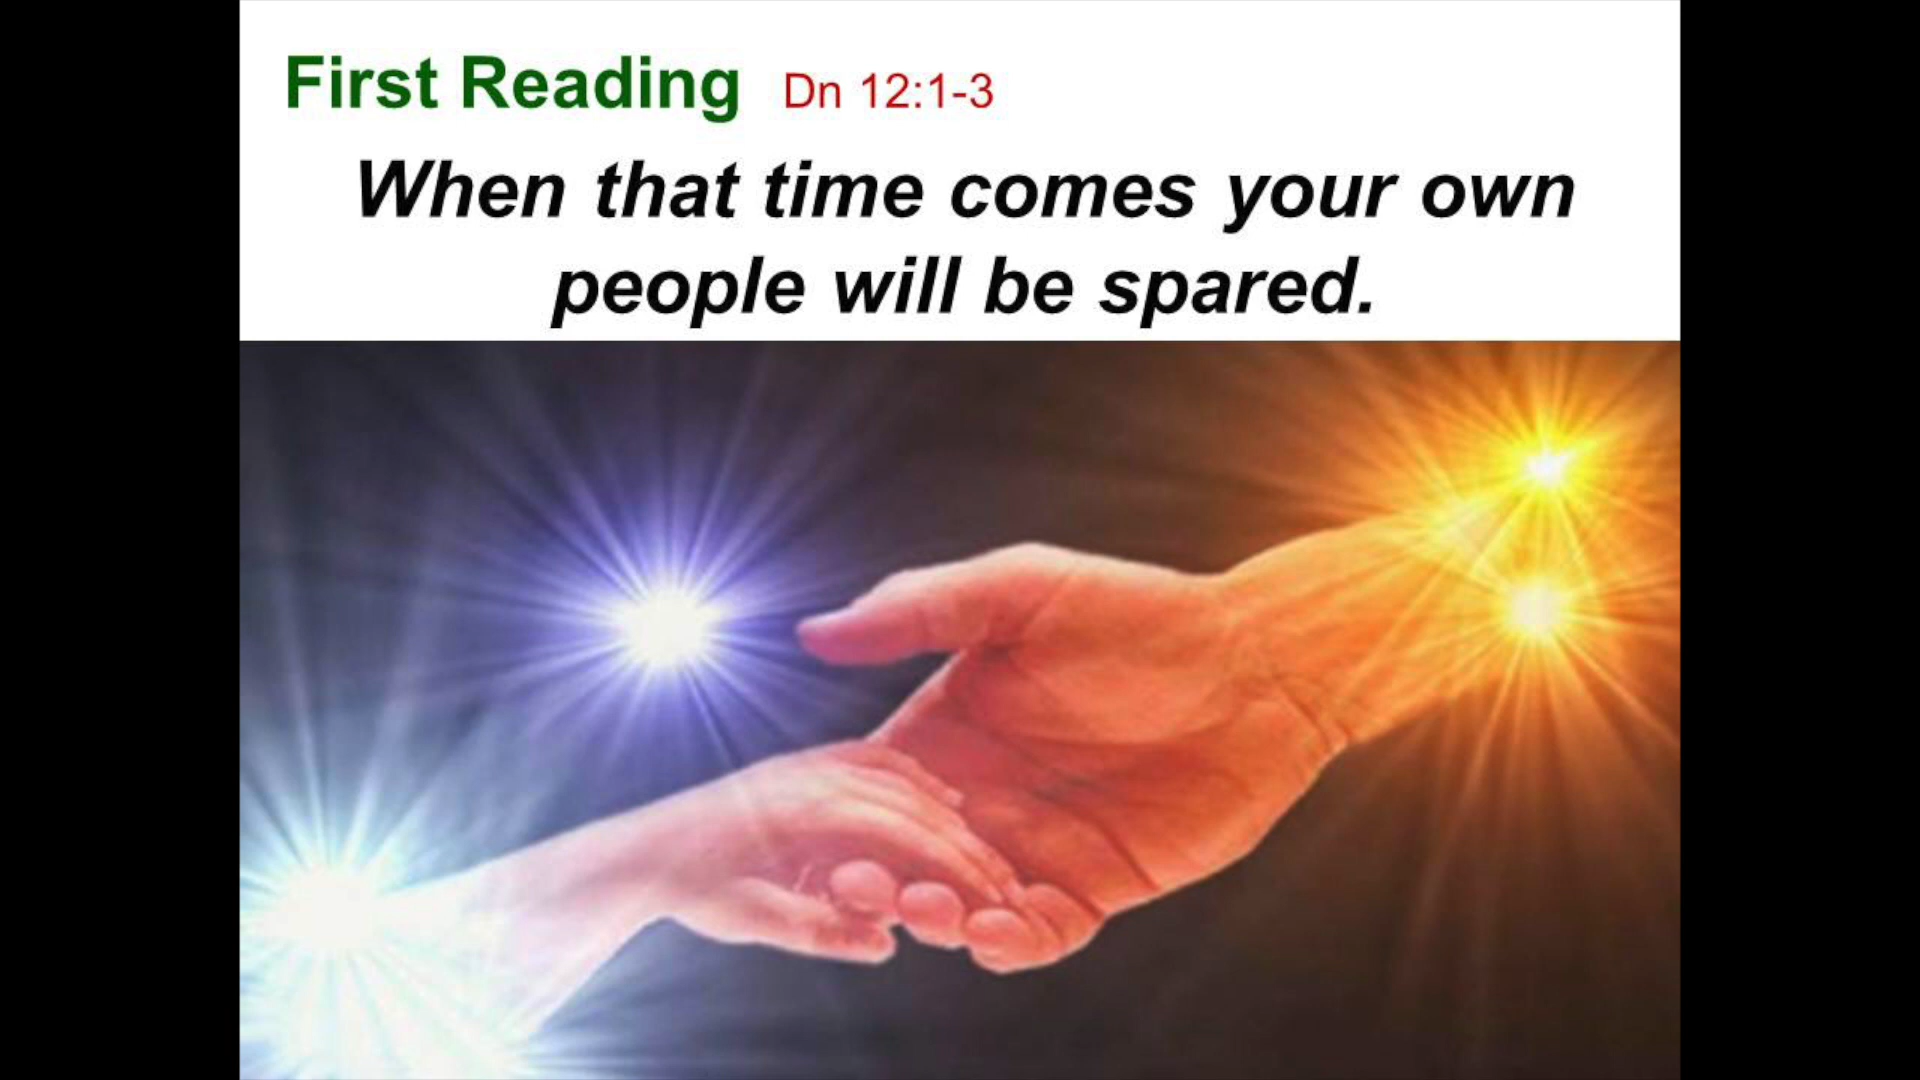 First Reading Dn 12:1-3
When that time comes your own
people will be spared.